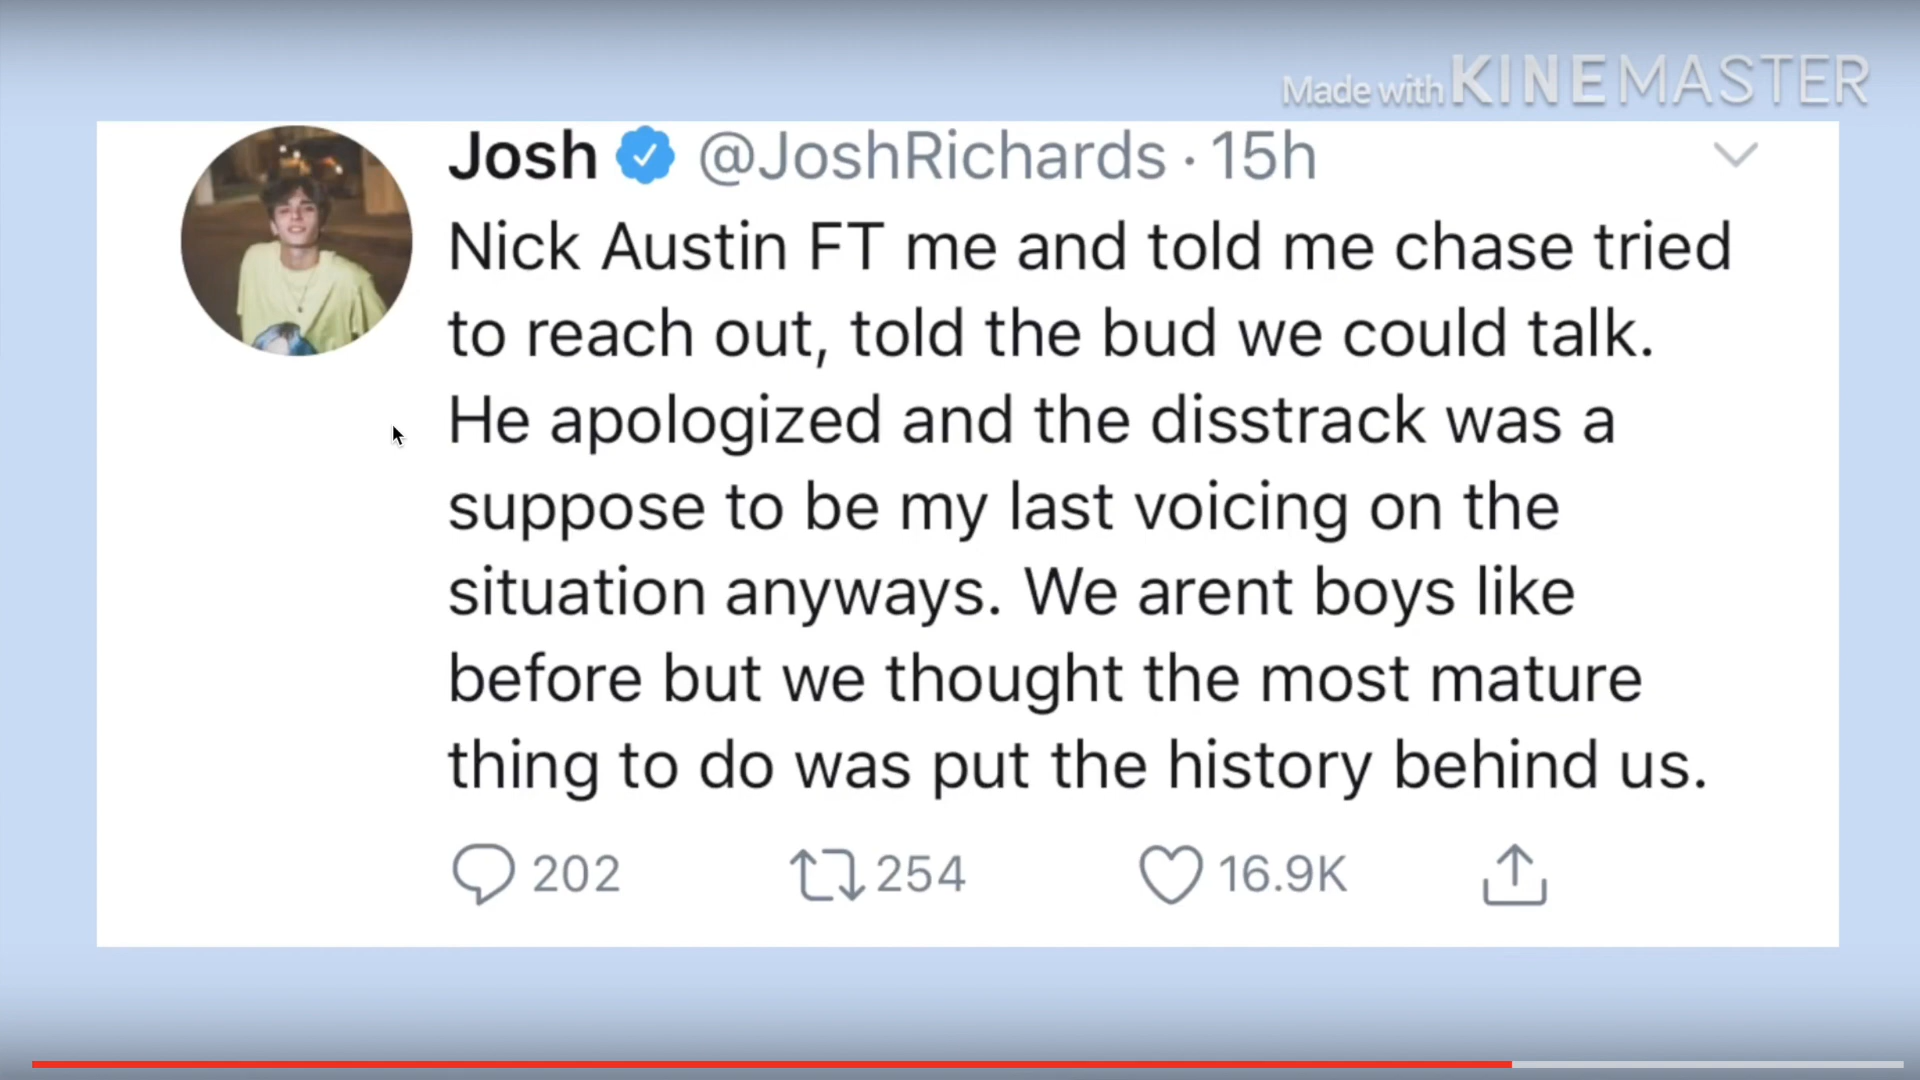 Made with KINEMASTER
Josh @JoshRichards · 15h
Nick Austin FT me and told me chase tried
to reach out, told the bud we could talk.
He apologized and the disstrack was a
suppose to be my last voicing on the
situation anyways. We arent boys like
before but we thought the most mature
thing to do was put the history behind us.
202 254 16.9K